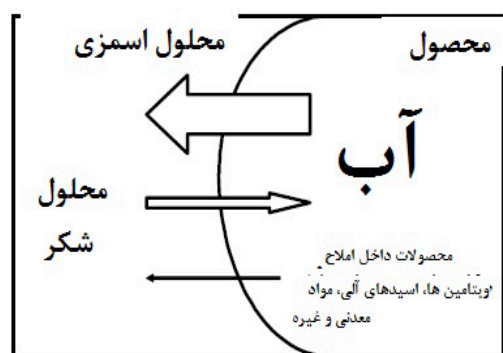 محصول
محلول اسمزی
آب
محلول
شکر
محصولات داخل املاح
ویتامین ها، اسیدهای آلی، مواد
معدنی و غیره